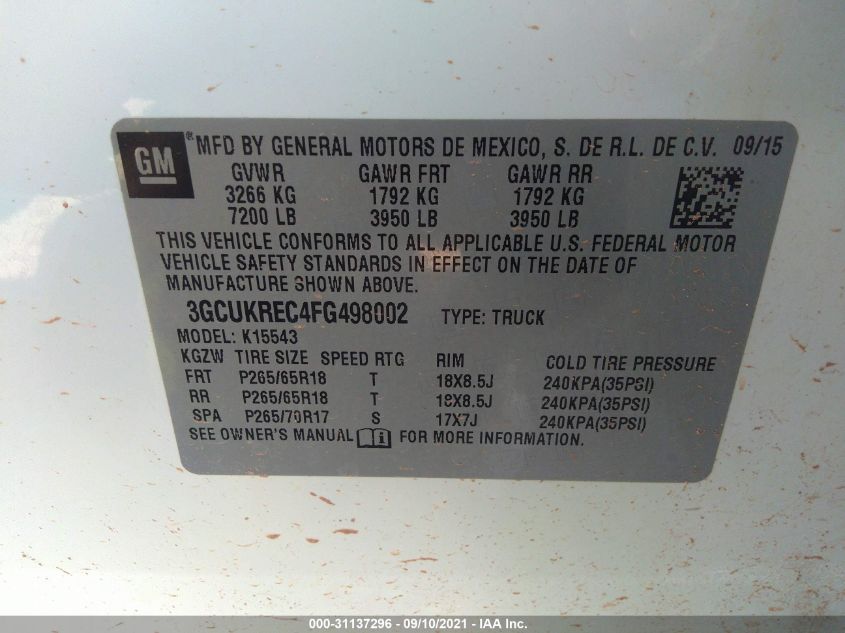 GM ® MFD BY GENERAL MOTORS DE MEXICO, S. DE R.L. DE C.V. 09/15
GVWR GAWR FRT GAWR RR
3266 KG 1792 KG 1792 KG
7200 LB 3950 LB 3950 LB
THIS VEHICLE CONFORMS TO ALL APPLICABLE U.S. FEDERAL MOTOR
VEHICLE SAFETY STANDARDS IN EFFECT ON THE DATE OF
MANUFACTURE SHOWN ABOVE.
3GCUKREC4FG498002 TYPE: TRUCK
MODEL: K15543
KGZW TIRE SIZE SPEED RTG RIM COLD TIRE PRESSURE
FRT P265/65R18 T 18X8.5J 240KPA(35PSI)
RR P265/65R18 T 18X8.5J 240KPA(35PSI)
SPA P265/70R17 S 17X7J 240KPA(35PSI)
SEE OWNER'S MANUAL i FOR MORE INFORMATION.
000-31137296 - 09/10/2021 - IAA Inc.